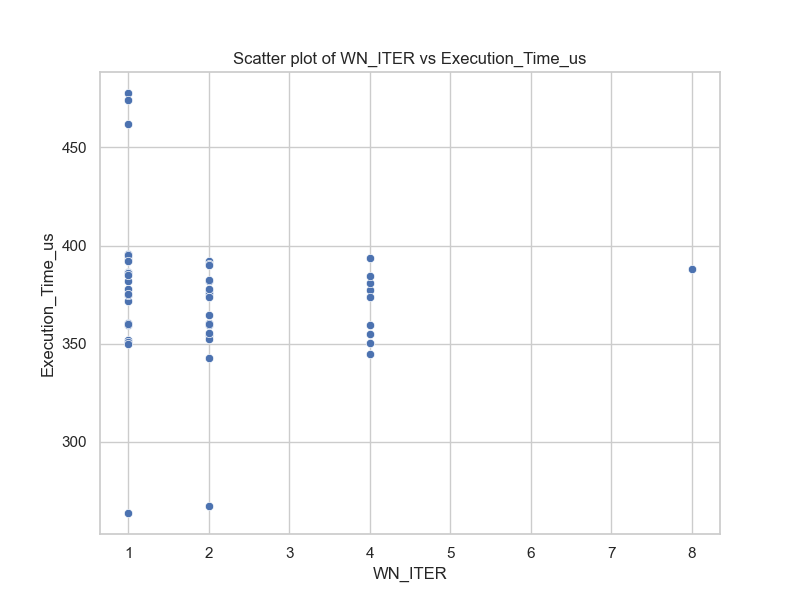 Scatter plot of WN_ITER vs Execution_Time_us
Execution_Time_us
450
400
350
300
1 2 3 4 5 6 7 8
WN_ITER